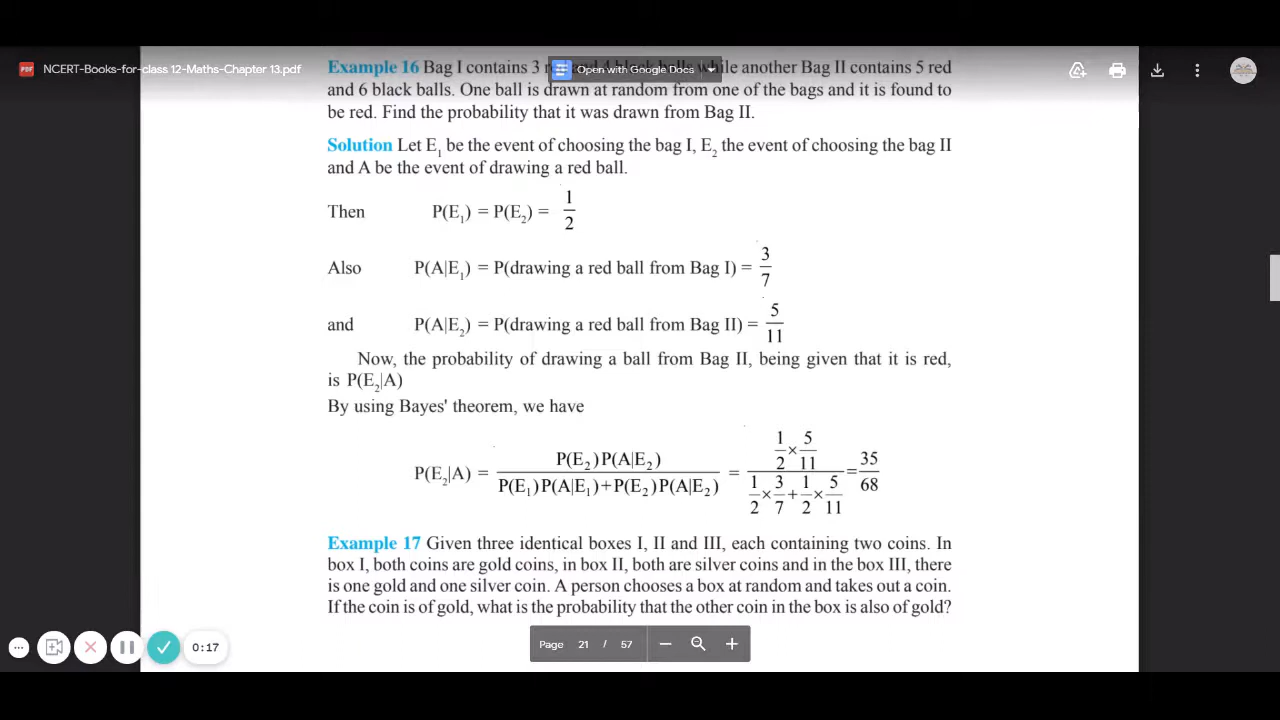 NCERT-Books-for-class 12-Maths-Chapter 13.pdf
Open with Google Docs
Example 16 Bag I contains 3 4 black balls while another Bag II contains 5 red
and 6 black balls. One ball is drawn at random from one of the bags and it is found to
be red. Find the probability that it was drawn from Bag II.
Solution Let E₁ be the event of choosing the bag I, E₂ the event of choosing the bag II
and A be the event of drawing a red ball.
Then P(E₁) = P(E₂) = 1/2
Also P(A|E₁) = P(drawing a red ball from Bag I) = 3/7
and P(A|E₂) = P(drawing a red ball from Bag II) = 5/11
Now, the probability of drawing a ball from Bag II, being given that it is red,
is P(E₂|A)
By using Bayes' theorem, we have
P(E₂|A) = P(E₂)P(A|E₂) / P(E₁)P(A|E₁)+P(E₂)P(A|E₂) = (1/2 × 5/11) / (1/2 × 3/7 + 1/2 × 5/11) = 35/68
Example 17 Given three identical boxes I, II and III, each containing two coins. In
box I, both coins are gold coins, in box II, both are silver coins and in the box III, there
is one gold and one silver coin. A person chooses a box at random and takes out a coin.
If the coin is of gold, what is the probability that the other coin in the box is also of gold?
Page 21 / 57
0:17